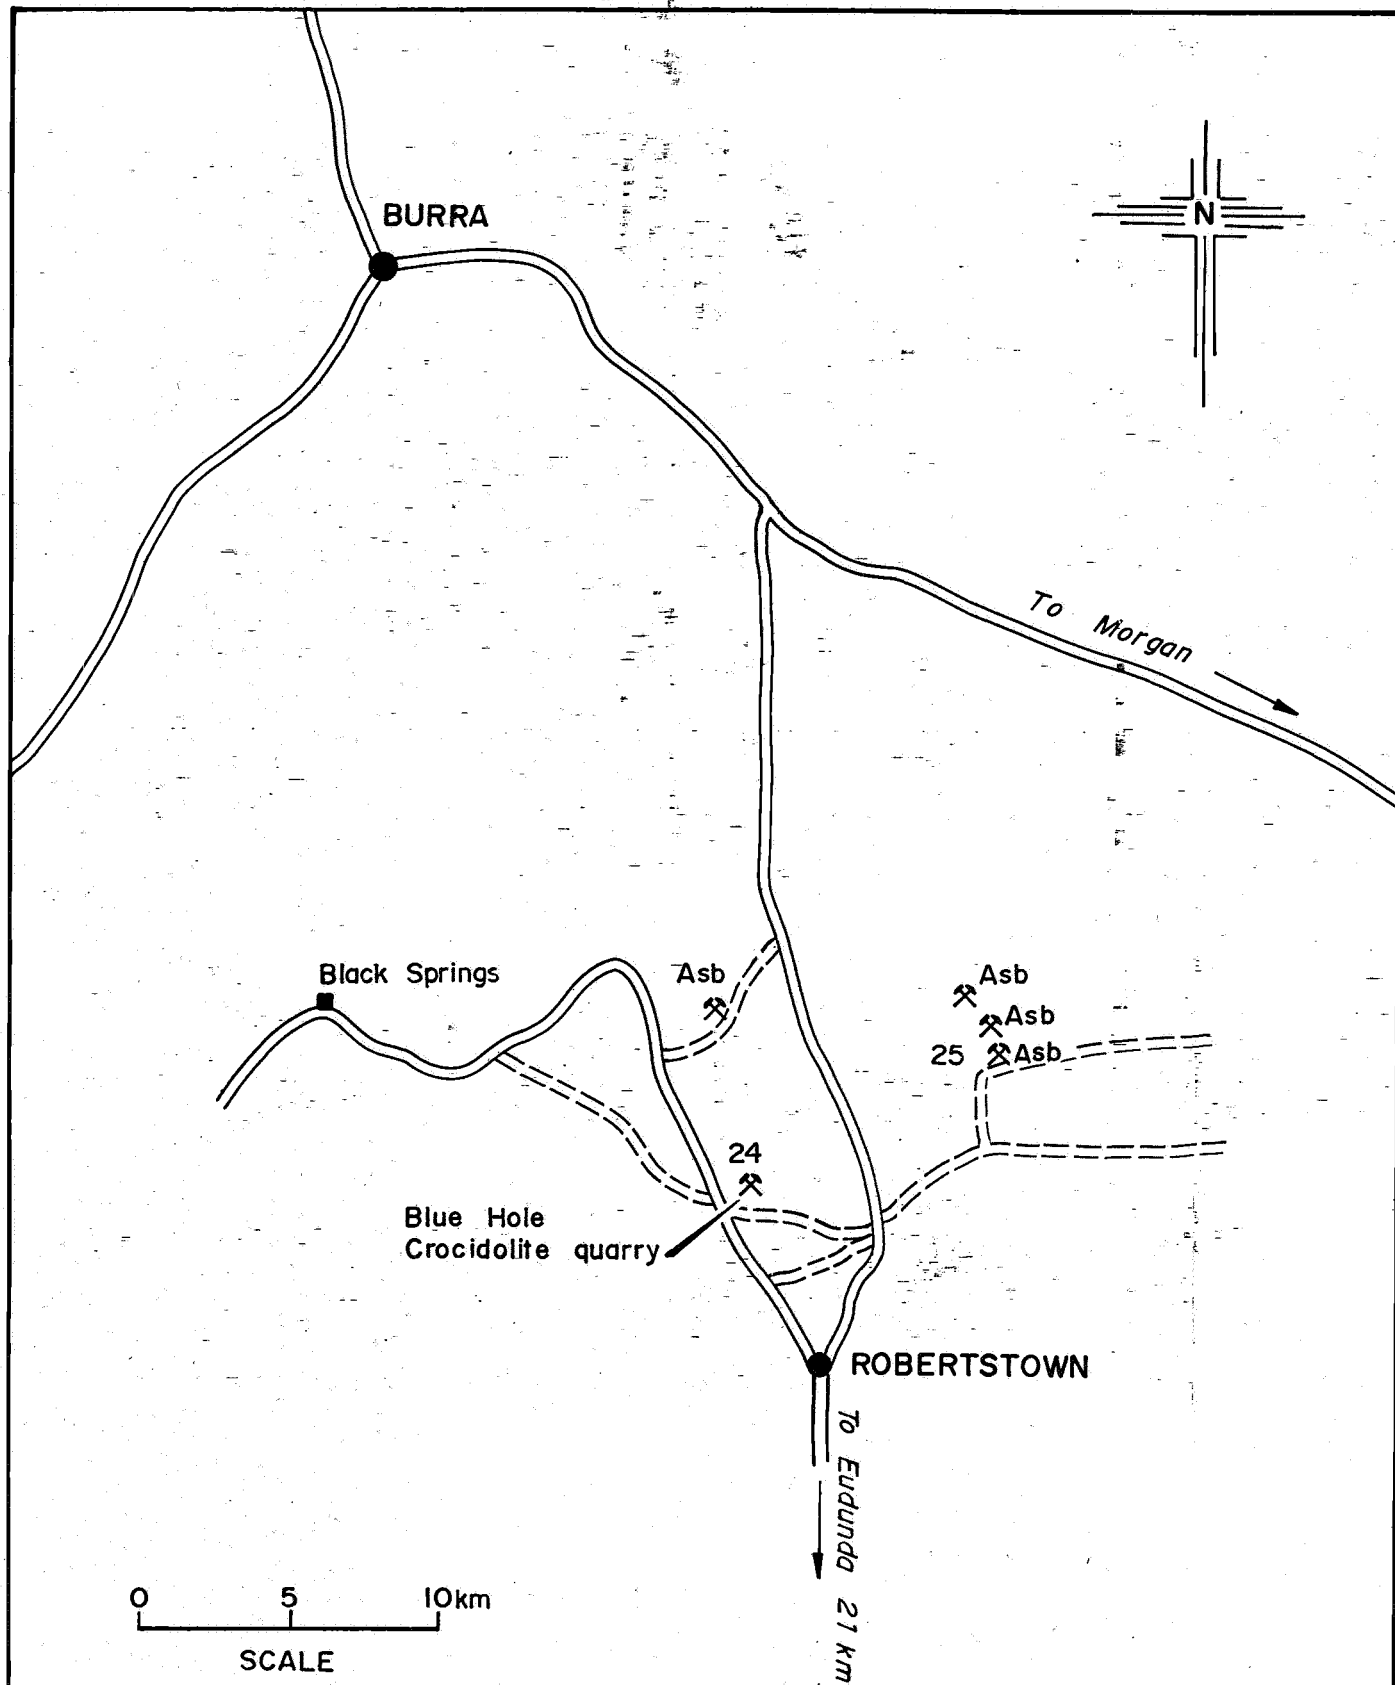 BURRA
N
To Morgan
Black Springs
Asb
Asb
Asb
25
Asb
24
Blue Hole
Crocidolite quarry
ROBERTSTOWN
To Eudunda 21 km
0 5 10km
SCALE